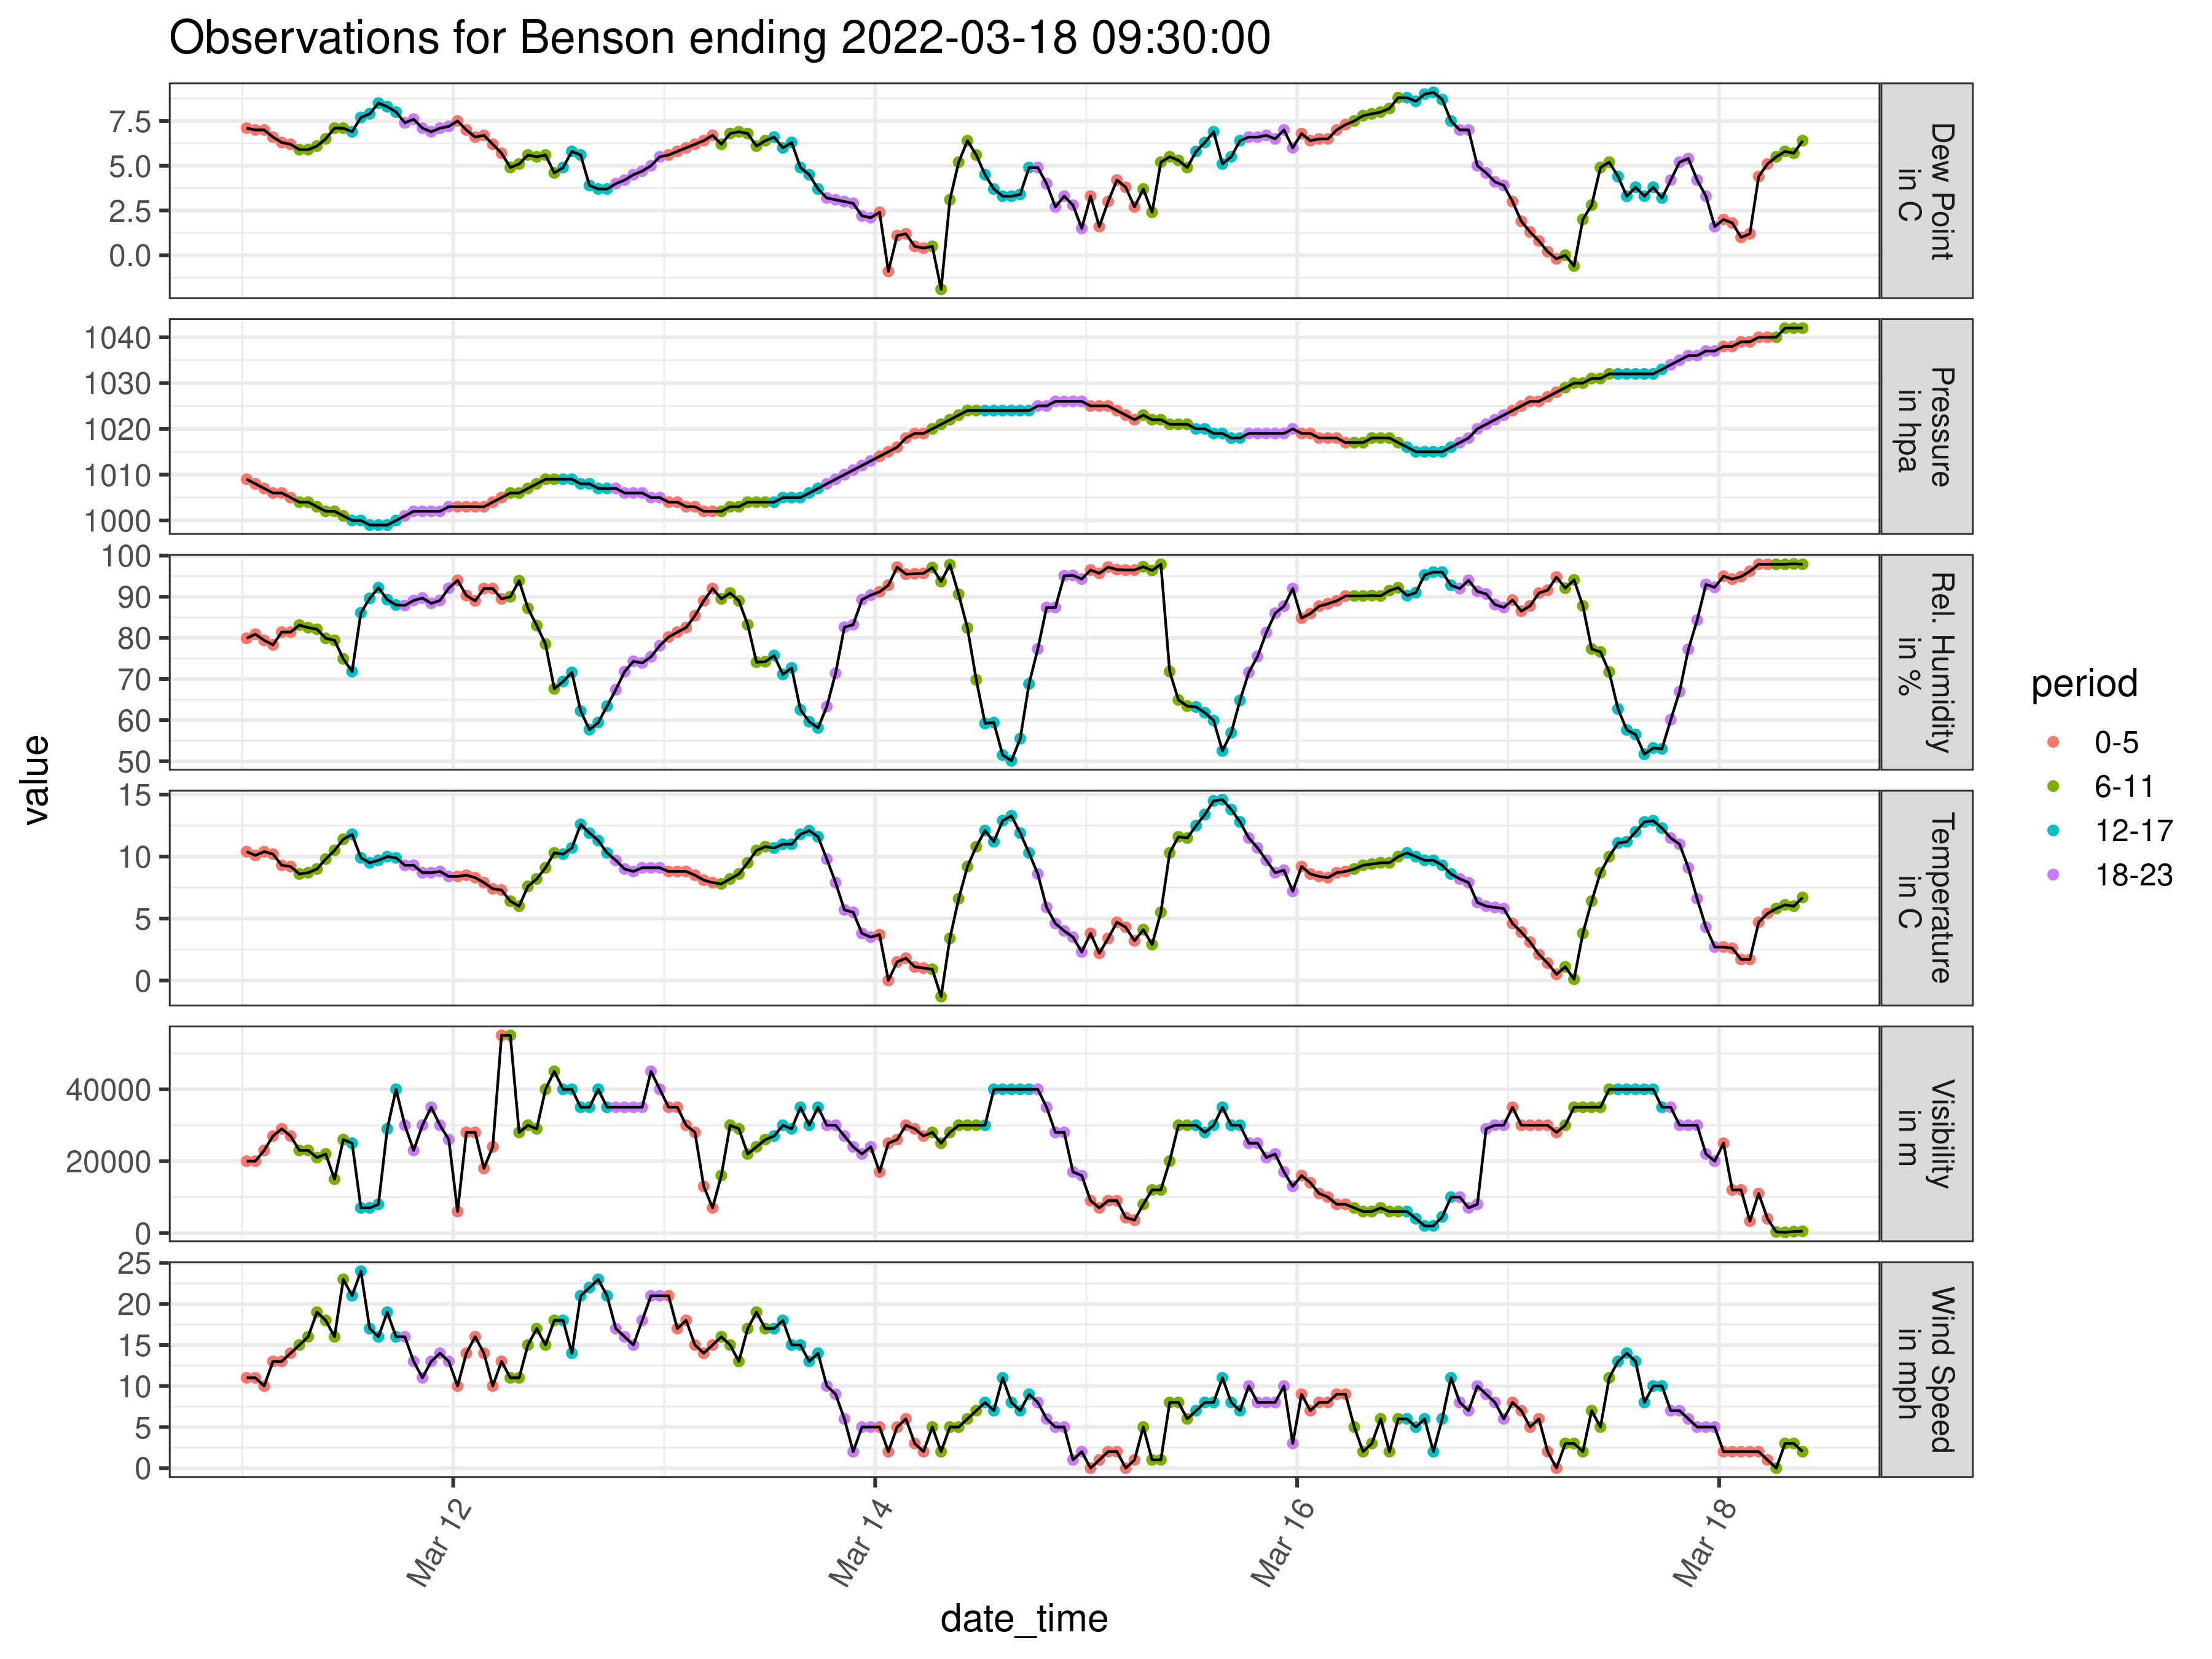 Observations for Benson ending 2022-03-18 09:30:00
value
7.5
5.0
2.5
0.0
Dew Point
in C
1040
1030
1020
1010
1000
Pressure
in hpa
100
90
80
70
60
50
Rel. Humidity
in %
15
10
5
0
Temperature
in C
40000
20000
0
Visibility
in m
25
20
15
10
5
0
Wind Speed
in mph
Mar 12
Mar 14
Mar 16
Mar 18
date_time
period
0-5
6-11
12-17
18-23